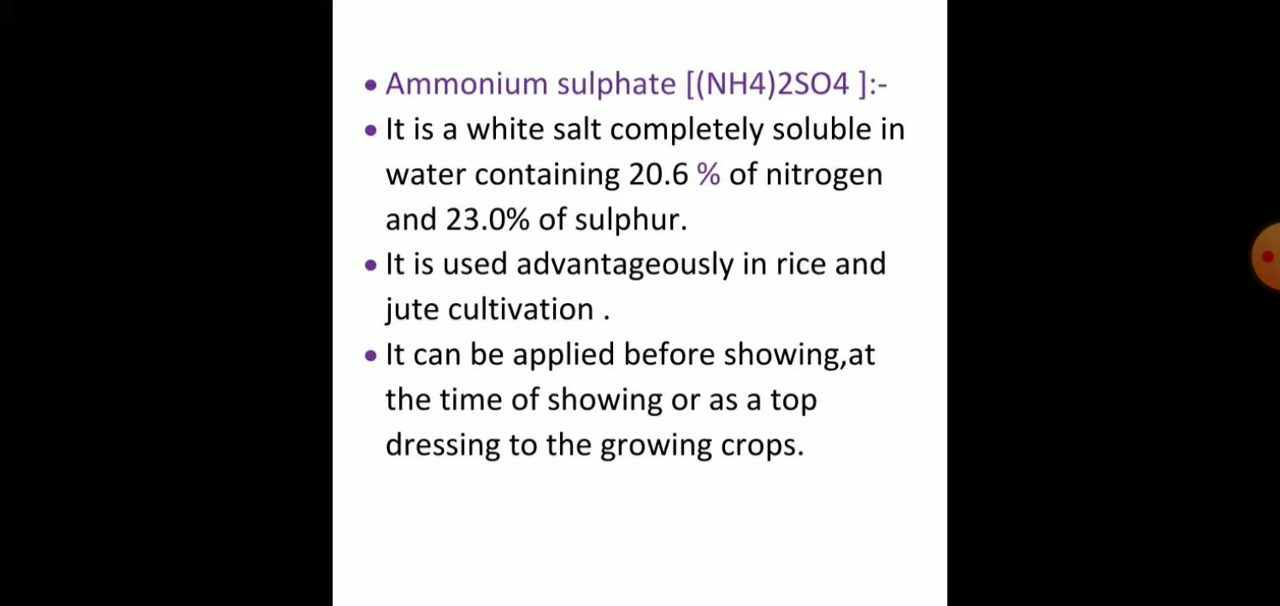 • Ammonium sulphate [(NH4)2SO4 ]:-
• It is a white salt completely soluble in
water containing 20.6 % of nitrogen
and 23.0% of sulphur.
• It is used advantageously in rice and
jute cultivation .
• It can be applied before showing,at
the time of showing or as a top
dressing to the growing crops.